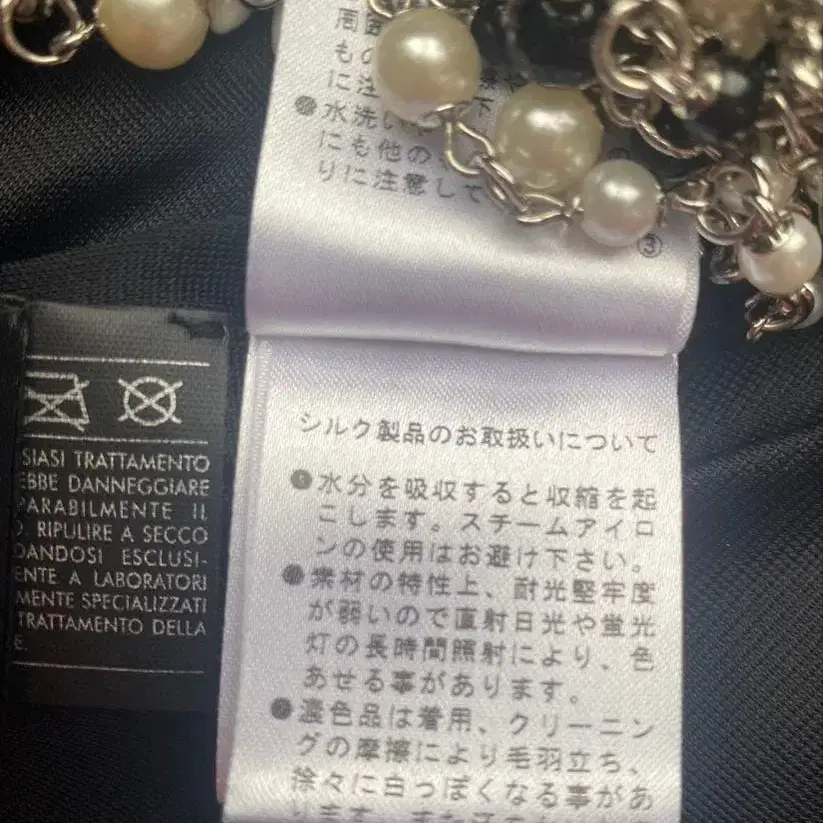 周囲
も
に注 下
●水洗い
にも他の
りに注意して
③
シルク製品のお取扱いについて
●水分を吸収すると収縮を起
こします。スチームアイロ
ンの使用はお避け下さい。
●素材の特性上、耐光堅牢度
が弱いので直射日光や蛍光
灯の長時間照射により、色
あせる事があります。
●濃色品は着用、クリーニン
グの摩擦により毛羽立ち、
徐々に白っぽくなる事があ
ります。また
SIASI TRATTAMENTO
EBBE DANNEGGIARE
PARABILMENTE IL
O. RIPULIRE A SECCO
DANDOSI ESCLUSI-
ENTE A LABORATORI
MENTE SPECIALIZZATI
TRATTAMENTO DELLA
E.